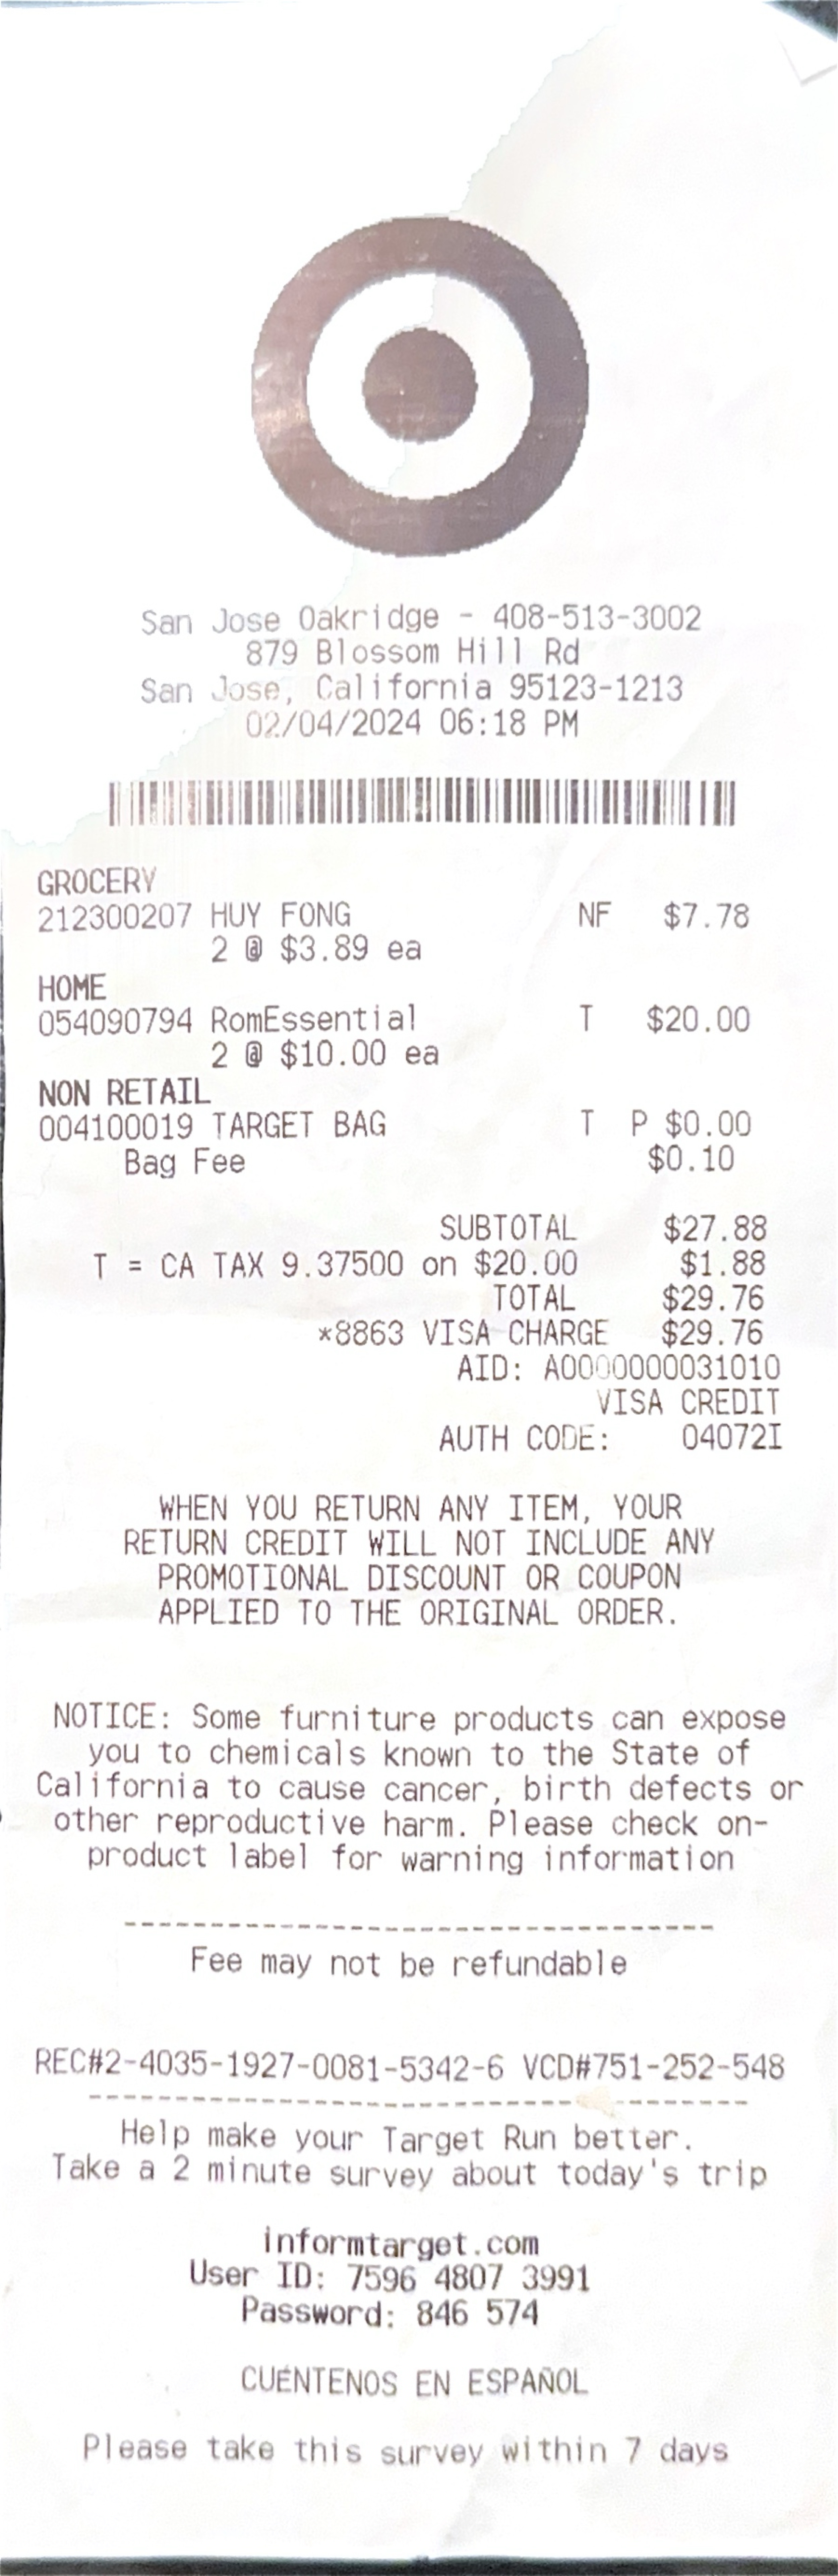 San Jose Oakridge - 408-513-3002
879 Blossom Hill Rd
San Jose, California 95123-1213
02/04/2024 06:18 PM
GROCERY
212300207 HUY FONG NF $7.78
2 @ $3.89 ea
HOME
054090794 RomEssential T $20.00
2 @ $10.00 ea
NON RETAIL
004100019 TARGET BAG T P $0.00
Bag Fee $0.10
SUBTOTAL $27.88
T = CA TAX 9.37500 on $20.00 $1.88
TOTAL $29.76
*8863 VISA CHARGE $29.76
AID: A0000000031010
VISA CREDIT
AUTH CODE: 04072I
WHEN YOU RETURN ANY ITEM, YOUR
RETURN CREDIT WILL NOT INCLUDE ANY
PROMOTIONAL DISCOUNT OR COUPON
APPLIED TO THE ORIGINAL ORDER.
NOTICE: Some furniture products can expose
you to chemicals known to the State of
California to cause cancer, birth defects or
other reproductive harm. Please check on-
product label for warning information
Fee may not be refundable
REC#2-4035-1927-0081-5342-6 VCD#751-252-548
Help make your Target Run better.
Take a 2 minute survey about today's trip
informtarget.com
User ID: 7596 4807 3991
Password: 846 574
CUÉNTENOS EN ESPAÑOL
Please take this survey within 7 days